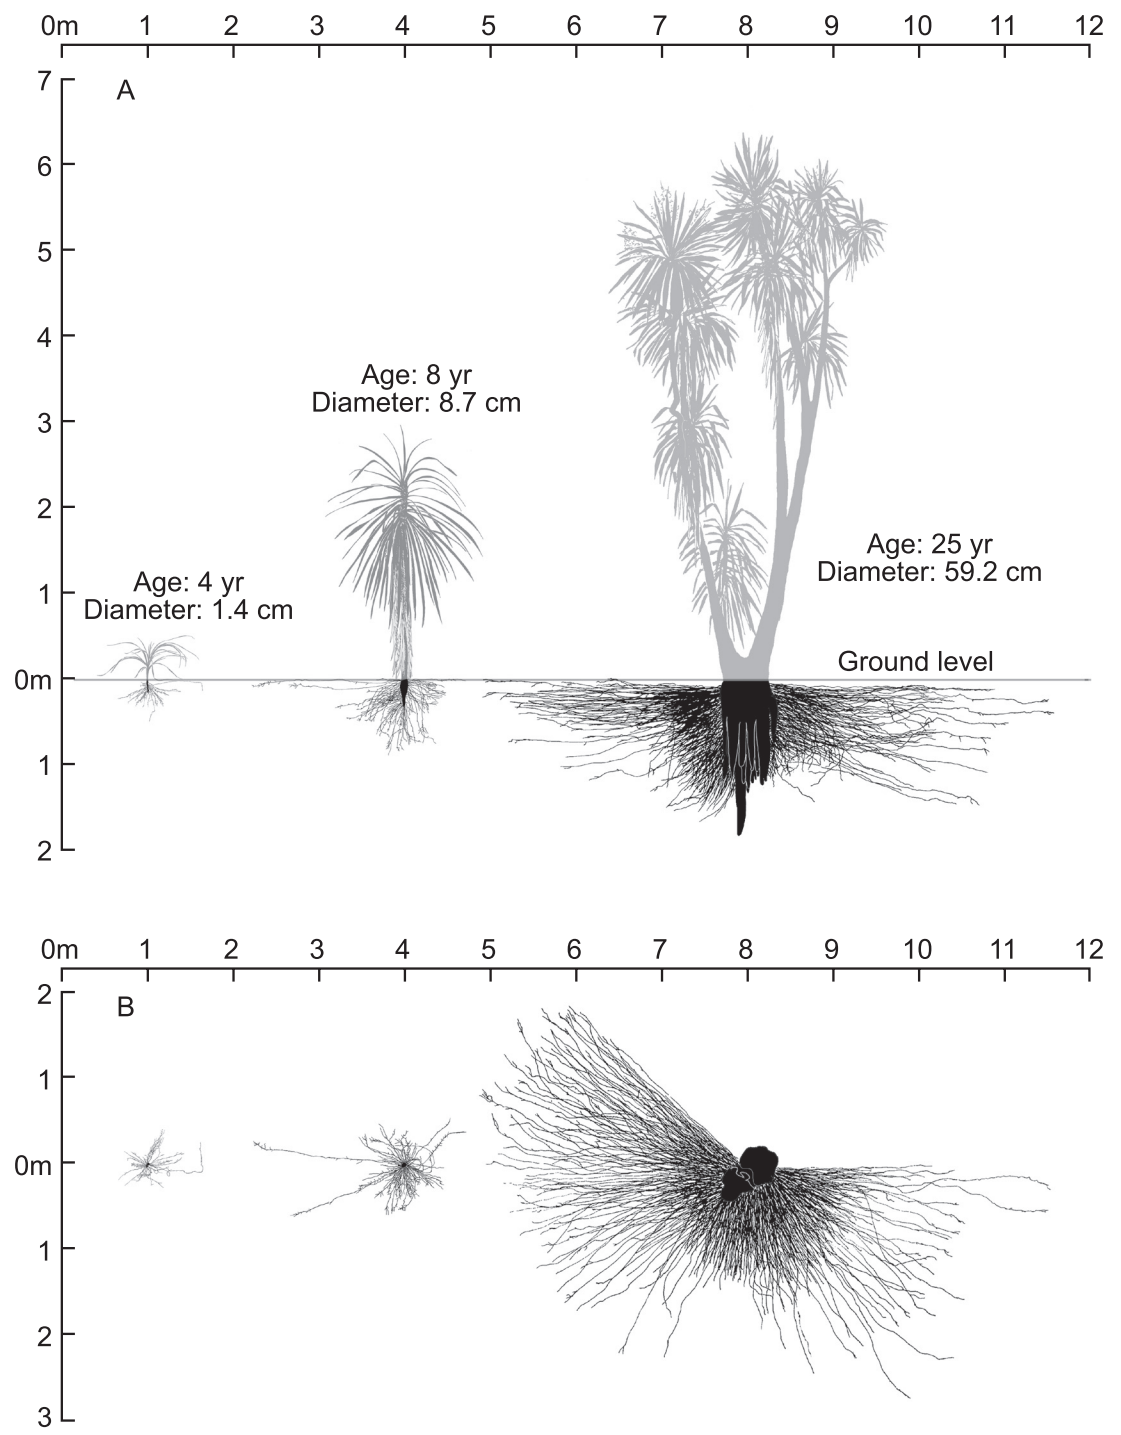 0m 1 2 3 4 5 6 7 8 9 10 11 12
7
A
6
5
4
Age: 8 yr
Diameter: 8.7 cm
3
2
Age: 25 yr
Diameter: 59.2 cm
Age: 4 yr
1
Diameter: 1.4 cm
Ground level
0m
1
2
0m 1 2 3 4 5 6 7 8 9 10 11 12
2
B
1
0m
1
2
3